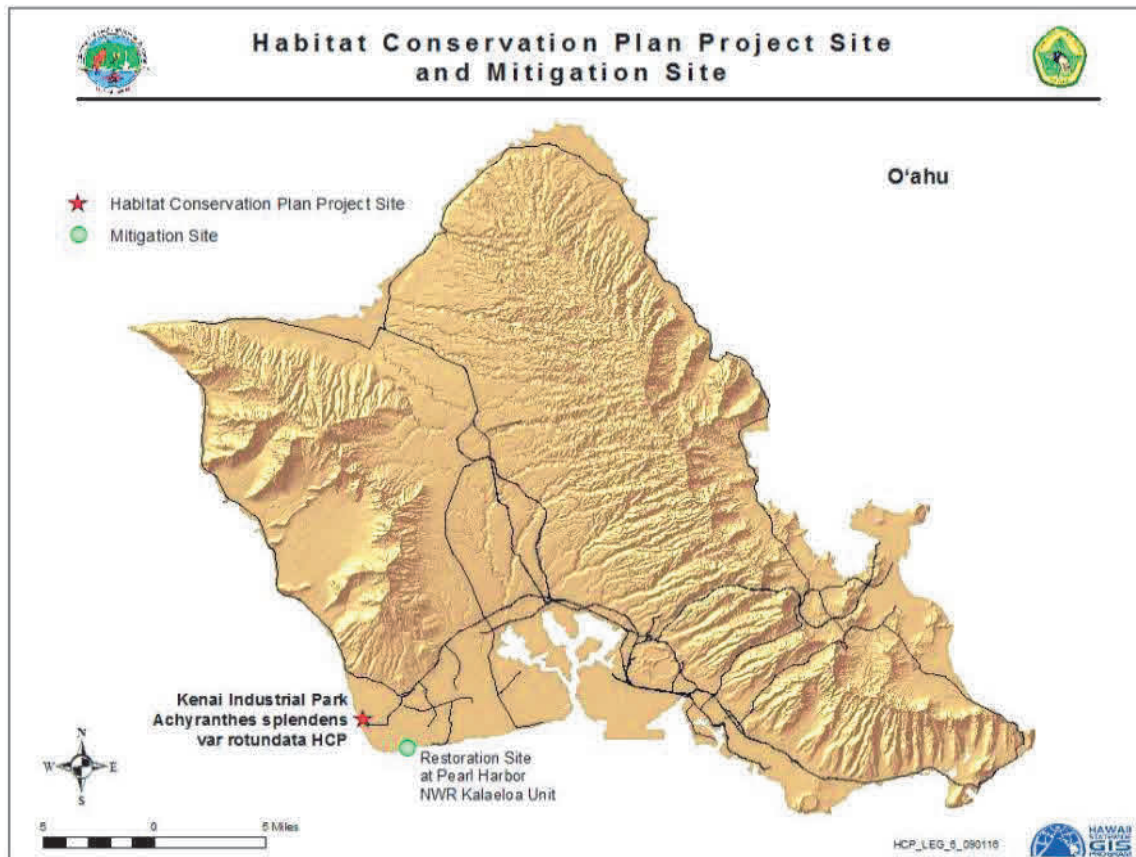 Habitat Conservation Plan Project Site
and Mitigation Site
O'ahu
Habitat Conservation Plan Project Site
Mitigation Site
Kenai Industrial Park
Achyranthes splendens
var rotundata HCP
Restoration Site
at Pearl Harbor
NWR Kalaeloa Unit
N
W E
S
5 0 5 Miles
HCP_LEG_6_090116
HAWAII
STATEWIDE
GIS
PROGRAM